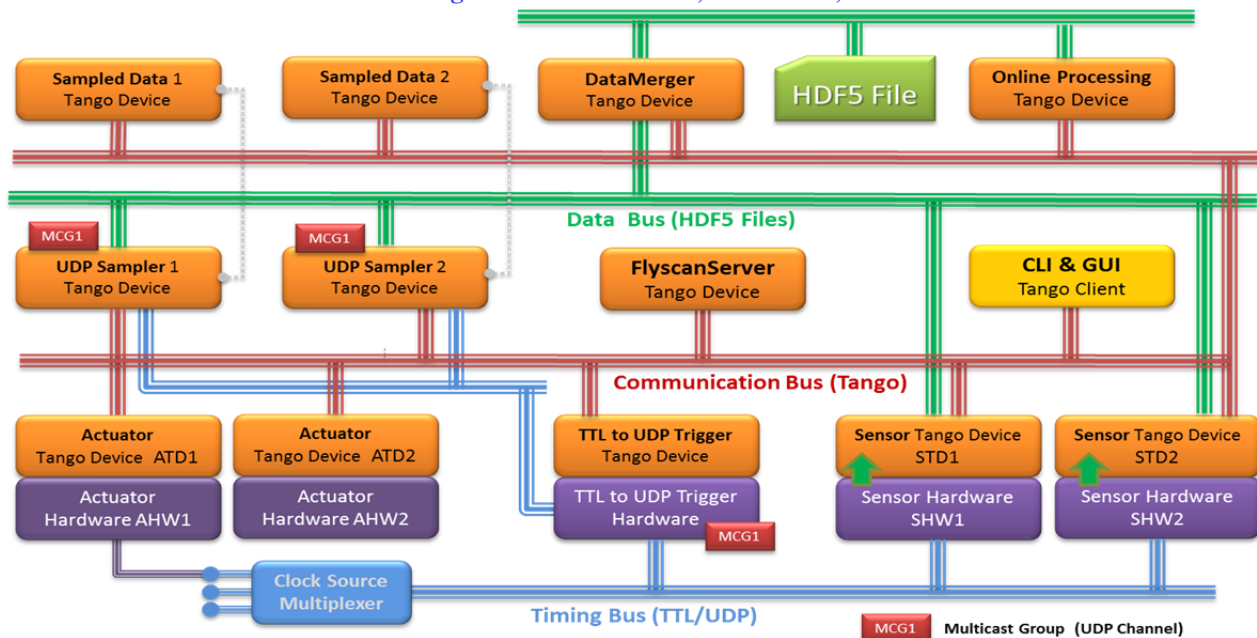 Sampled Data 1
Tango Device
Sampled Data 2
Tango Device
DataMerger
Tango Device
HDF5 File
Online Processing
Tango Device
Data Bus (HDF5 Files)
MCG1
UDP Sampler 1
Tango Device
MCG1
UDP Sampler 2
Tango Device
FlyscanServer
Tango Device
CLI & GUI
Tango Client
Communication Bus (Tango)
Actuator
Tango Device ATD1
Actuator
Tango Device ATD2
TTL to UDP Trigger
Tango Device
Sensor Tango Device
STD1
Sensor Tango Device
STD2
Actuator
Hardware AHW1
Actuator
Hardware AHW2
TTL to UDP Trigger
Hardware
MCG1
Sensor Hardware
SHW1
Sensor Hardware
SHW2
Clock Source
Multiplexer
Timing Bus (TTL/UDP)
MCG1 Multicast Group (UDP Channel)